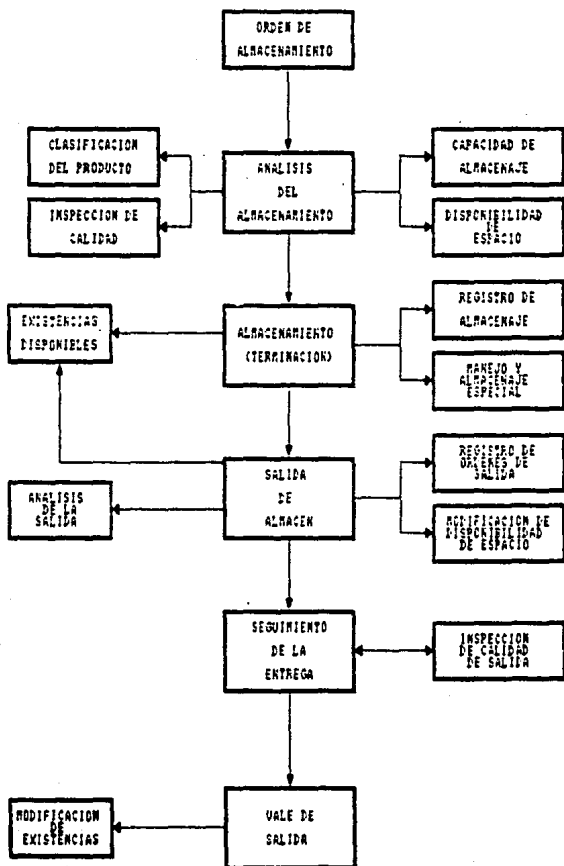 ORDEN DE
ALMACENAMIENTO
CLASIFICACION
DEL PRODUCTO
INSPECCION DE
CALIDAD
ANALISIS
DEL
ALMACENAMIENTO
CAPACIDAD DE
ALMACENAJE
DISPONIBILIDAD
DE
ESPACIO
EXISTENCIAS
DISPONIBLES
ALMACENAMIENTO
(TERMINACION)
REGISTRO DE
ALMACENAJE
MANEJO Y
ALMACENAJE
ESPECIAL
ANALISIS
DE LA
SALIDA
SALIDA
DE
ALMACEN
REGISTRO DE
ORDENES DE
SALIDA
MODIFICACION DE
DISPONIBILIDAD
DE ESPACIO
SEGUIMIENTO
DE LA
ENTREGA
INSPECCION
DE CALIDAD
DE SALIDA
MODIFICACION
DE
EXISTENCIAS
VALE DE
SALIDA